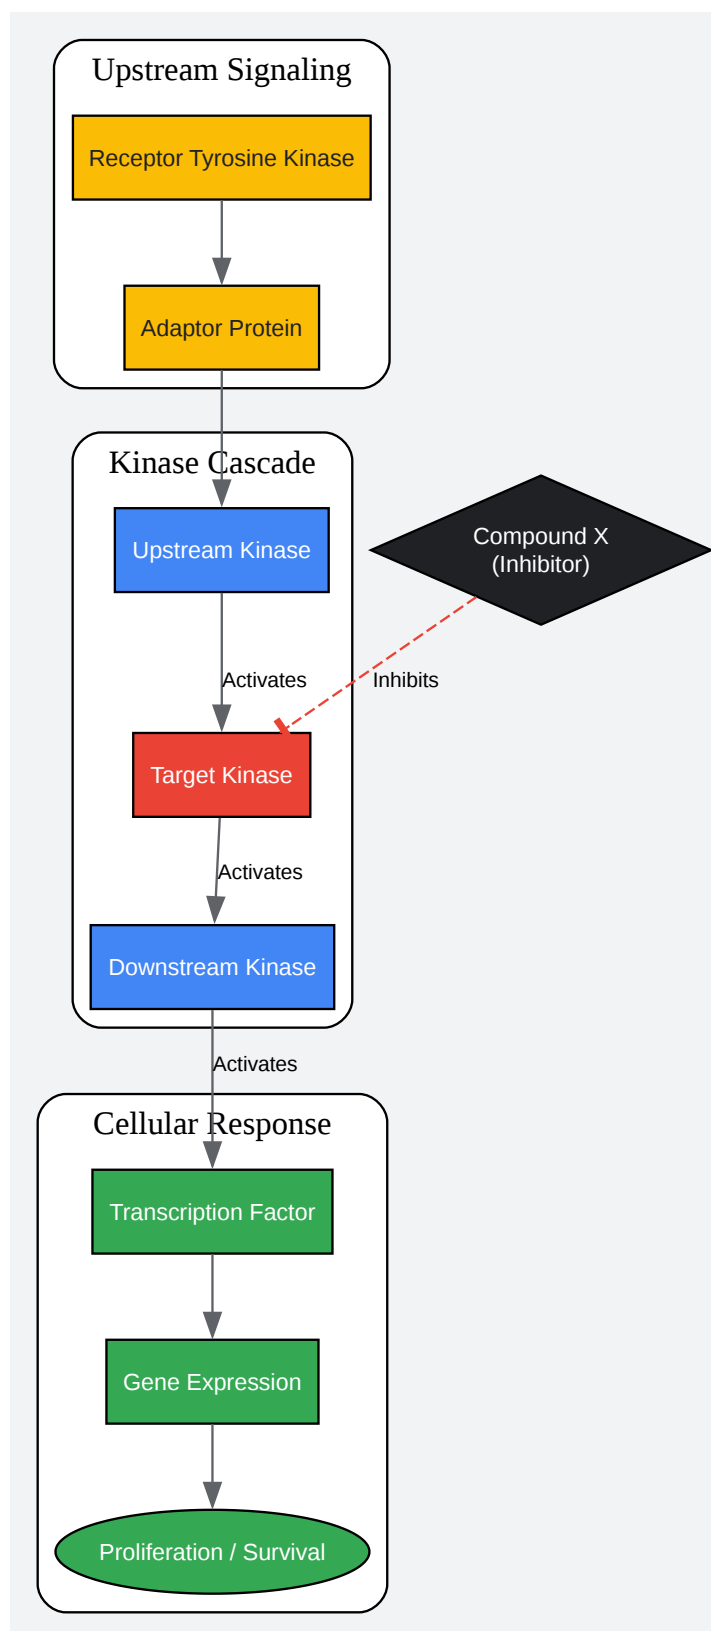 Upstream Signaling
Receptor Tyrosine Kinase
Adaptor Protein
Kinase Cascade
Upstream Kinase
Compound X
(Inhibitor)
Activates
Inhibits
Target Kinase
Activates
Downstream Kinase
Activates
Cellular Response
Transcription Factor
Gene Expression
Proliferation / Survival